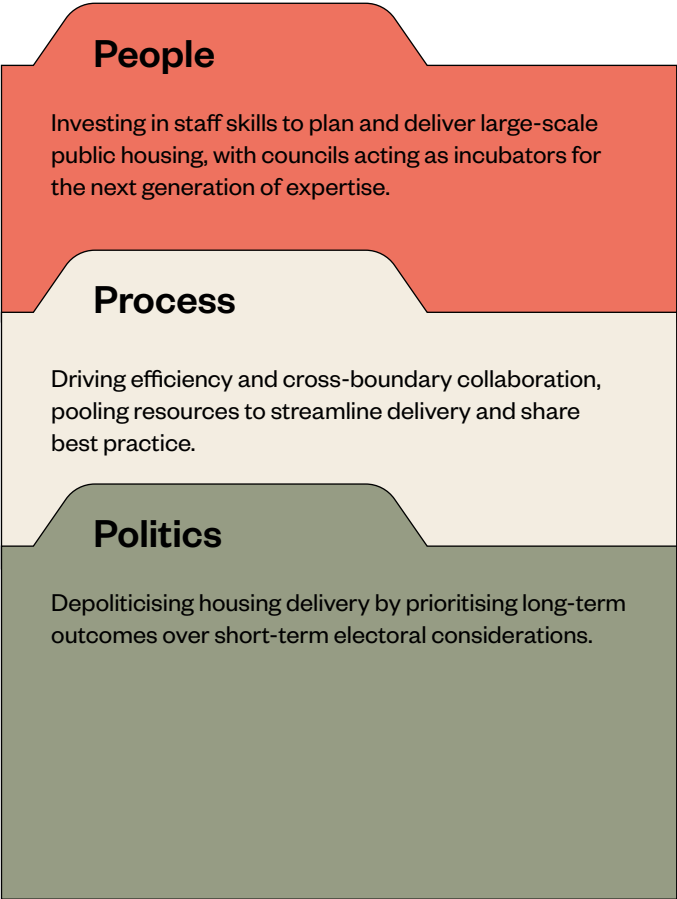 People
Investing in staff skills to plan and deliver large-scale
public housing, with councils acting as incubators for
the next generation of expertise.
Process
Driving efficiency and cross-boundary collaboration,
pooling resources to streamline delivery and share
best practice.
Politics
Depoliticising housing delivery by prioritising long-term
outcomes over short-term electoral considerations.